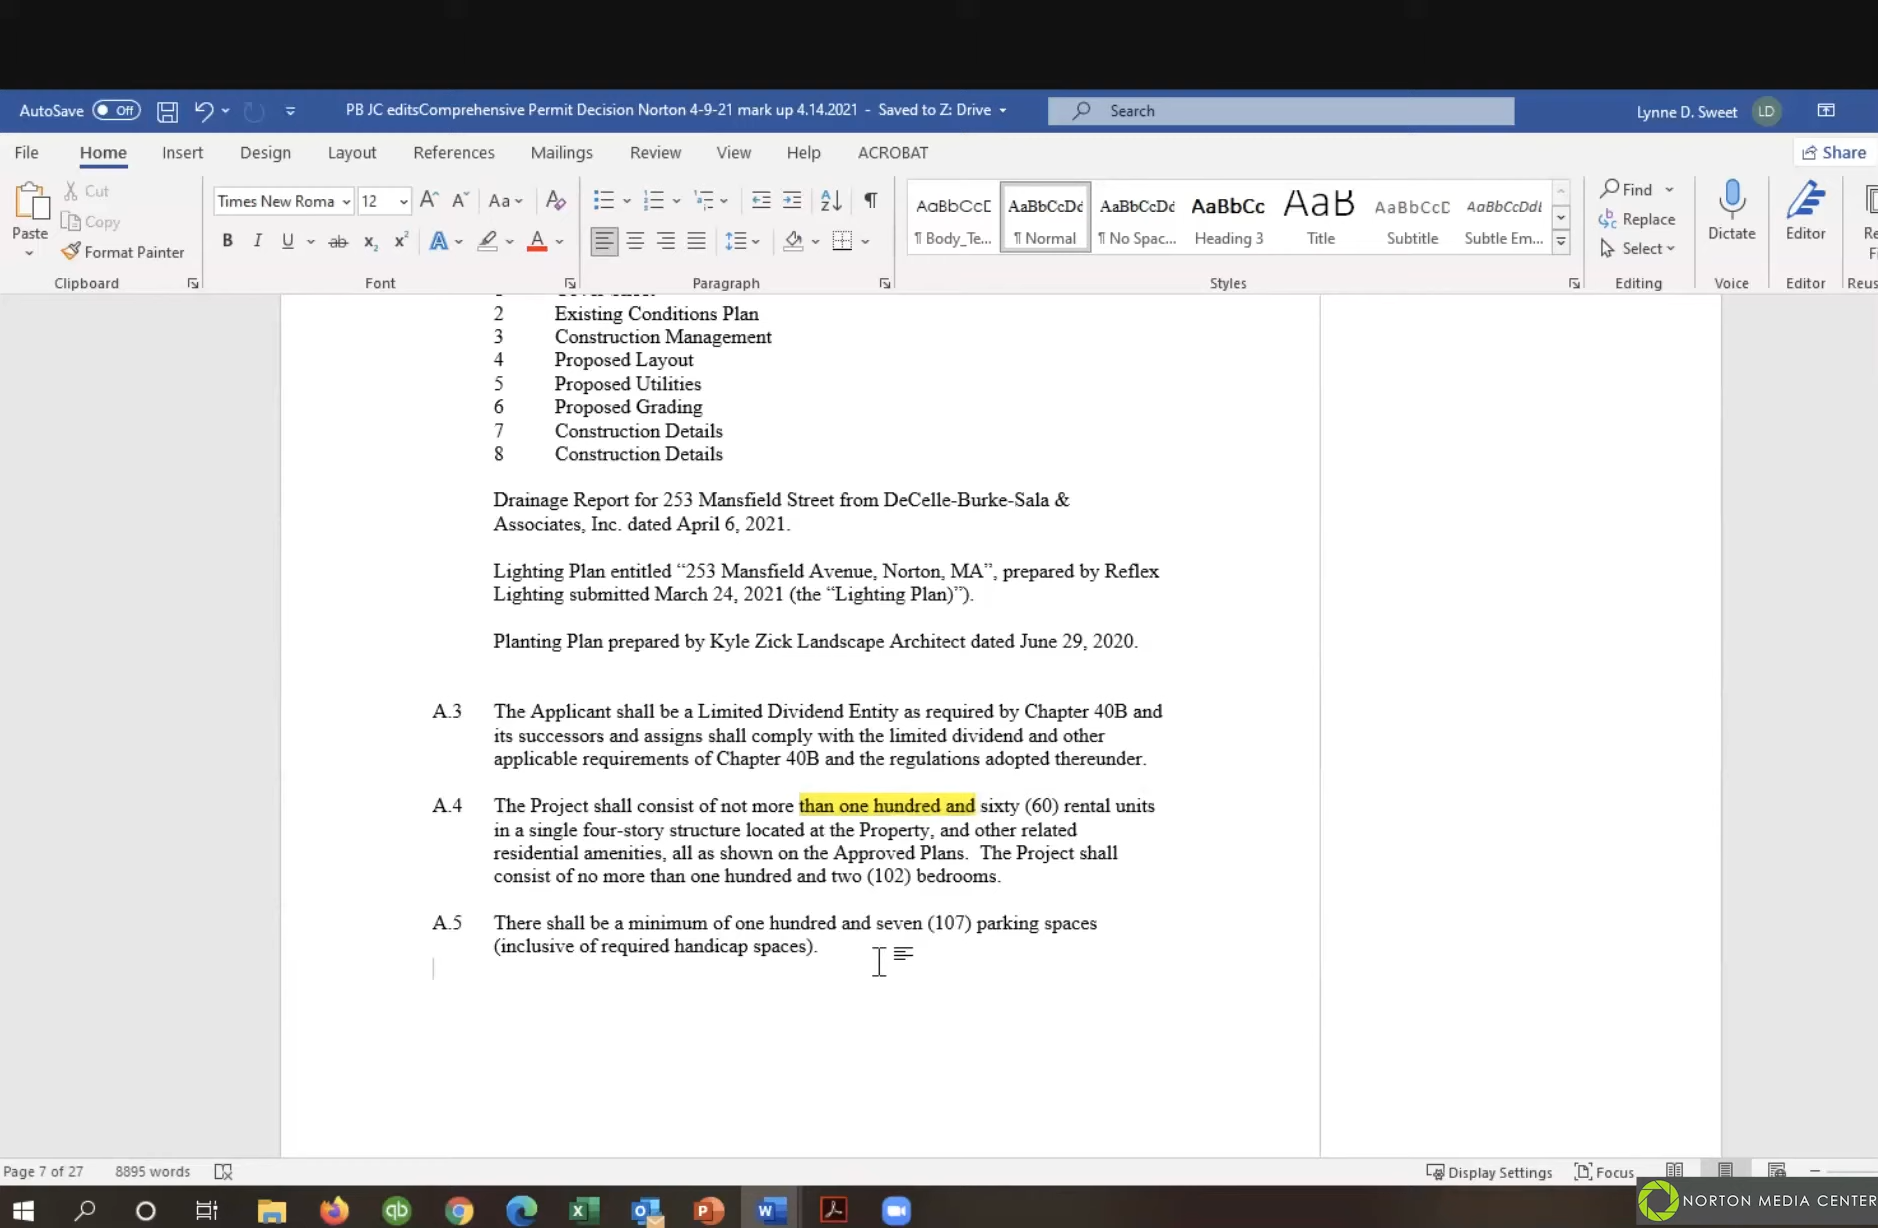 AutoSave Off PB JC editsComprehensive Permit Decision Norton 4-9-21 mark up 4.14.2021 - Saved to Z: Drive Search Lynne D. Sweet LD
File Home Insert Design Layout References Mailings Review View Help ACROBAT Share
Paste Cut Copy Format Painter
Times New Roma 12 Aa
B I U ab x₂ x² A A
AaBbCcD AaBbCcDd AaBbCcDd AaBbCc AaB AaBbCcD AaBbCcDdE
¶ Body_Te... ¶ Normal ¶ No Spac... Heading 3 Title Subtitle Subtle Em...
Find
Replace
Select
Dictate Editor
Clipboard Font Paragraph Styles Editing Voice Editor Reus
2 Existing Conditions Plan
3 Construction Management
4 Proposed Layout
5 Proposed Utilities
6 Proposed Grading
7 Construction Details
8 Construction Details
Drainage Report for 253 Mansfield Street from DeCelle-Burke-Sala &
Associates, Inc. dated April 6, 2021.
Lighting Plan entitled “253 Mansfield Avenue, Norton, MA”, prepared by Reflex
Lighting submitted March 24, 2021 (the “Lighting Plan)”).
Planting Plan prepared by Kyle Zick Landscape Architect dated June 29, 2020.
A.3 The Applicant shall be a Limited Dividend Entity as required by Chapter 40B and
its successors and assigns shall comply with the limited dividend and other
applicable requirements of Chapter 40B and the regulations adopted thereunder.
A.4 The Project shall consist of not more than one hundred and sixty (60) rental units
in a single four-story structure located at the Property, and other related
residential amenities, all as shown on the Approved Plans. The Project shall
consist of no more than one hundred and two (102) bedrooms.
A.5 There shall be a minimum of one hundred and seven (107) parking spaces
(inclusive of required handicap spaces).
Page 7 of 27 8895 words Display Settings Focus
NORTON MEDIA CENTER